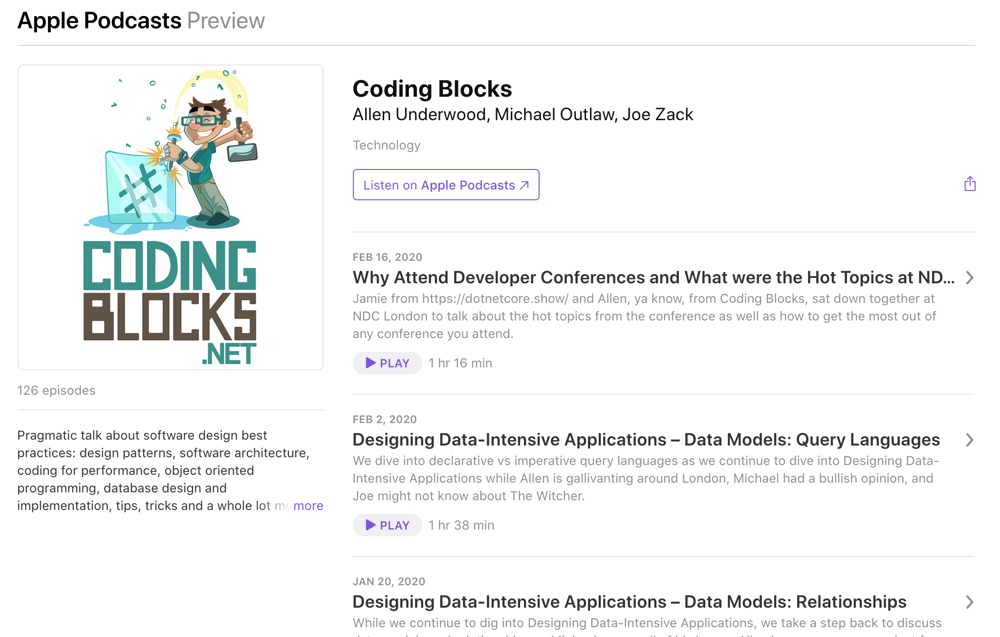 Apple Podcasts Preview
CODING
BLOCKS
.NET
126 episodes
Pragmatic talk about software design best
practices: design patterns, software architecture,
coding for performance, object oriented
programming, database design and
implementation, tips, tricks and a whole lot more
Coding Blocks
Allen Underwood, Michael Outlaw, Joe Zack
Technology
Listen on Apple Podcasts ↗
FEB 16, 2020
Why Attend Developer Conferences and What were the Hot Topics at ND...
Jamie from https://dotnetcore.show/ and Allen, ya know, from Coding Blocks, sat down together at
NDC London to talk about the hot topics from the conference as well as how to get the most out of
any conference you attend.
PLAY 1 hr 16 min
FEB 2, 2020
Designing Data-Intensive Applications – Data Models: Query Languages
We dive into declarative vs imperative query languages as we continue to dive into Designing Data-
Intensive Applications while Allen is gallivanting around London, Michael had a bullish opinion, and
Joe might not know about The Witcher.
PLAY 1 hr 38 min
JAN 20, 2020
Designing Data-Intensive Applications – Data Models: Relationships
While we continue to dig into Designing Data-Intensive Applications, we take a step back to discuss